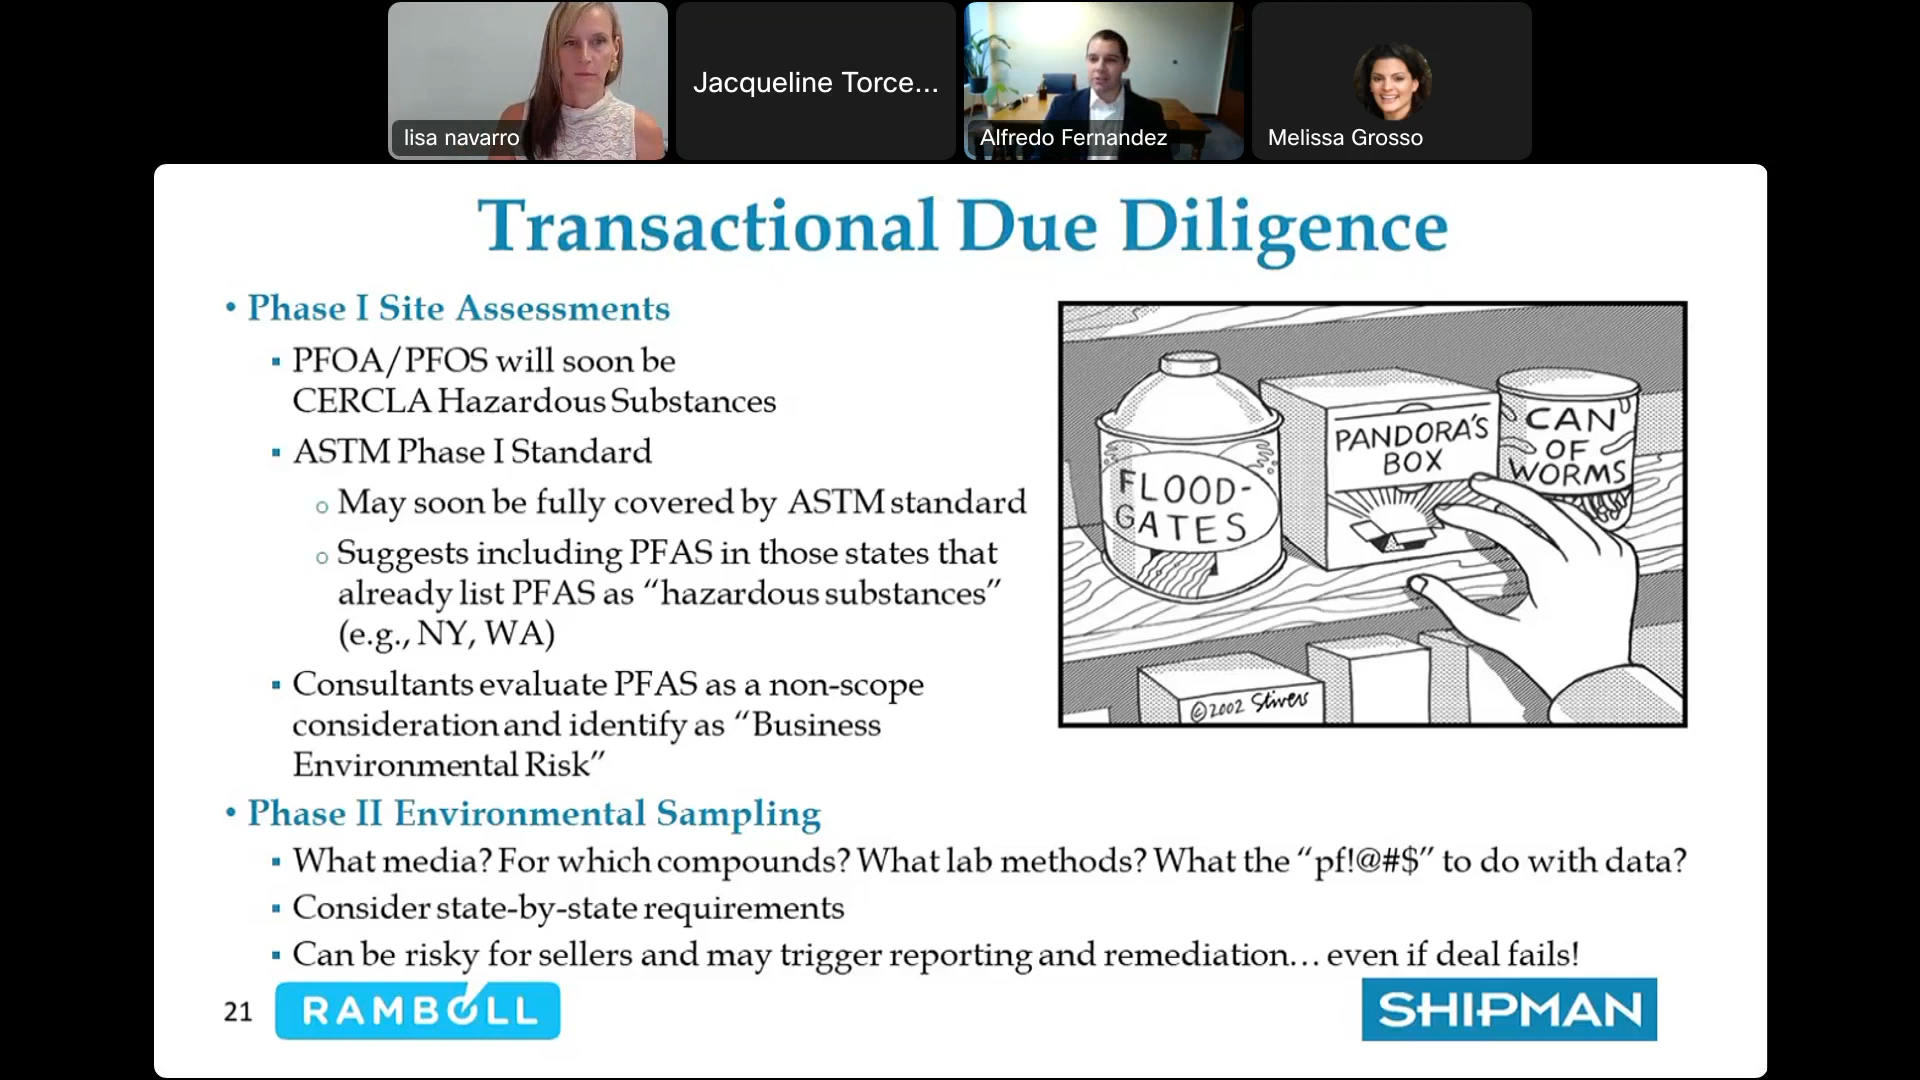 lisa navarro
Jacqueline Torce...
Alfredo Fernandez
Melissa Grosso
Transactional Due Diligence
• Phase I Site Assessments
▪ PFOA/PFOS will soon be
CERCLA Hazardous Substances
▪ ASTM Phase I Standard
o May soon be fully covered by ASTM standard
o Suggests including PFAS in those states that
already list PFAS as “hazardous substances”
(e.g., NY, WA)
▪ Consultants evaluate PFAS as a non-scope
consideration and identify as “Business
Environmental Risk”
FLOOD-
GATES
PANDORA'S
BOX
CAN
OF
WORMS
©2002 Stivers
• Phase II Environmental Sampling
▪ What media? For which compounds? What lab methods? What the “pf!@#$” to do with data?
▪ Consider state-by-state requirements
▪ Can be risky for sellers and may trigger reporting and remediation… even if deal fails!
21
RAMBOLL
SHIPMAN